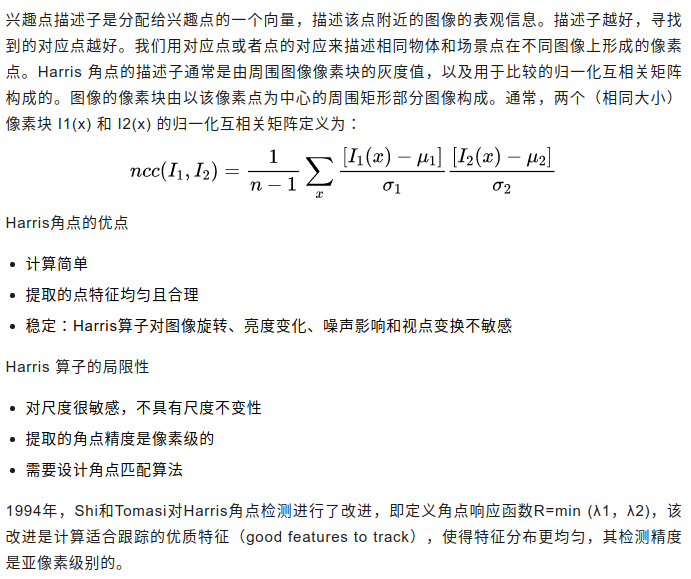 兴趣点描述子是分配给兴趣点的一个向量，描述该点附近的图像的表观信息。描述子越好，寻找
到的对应点越好。我们用对应点或者点的对应来描述相同物体和场景点在不同图像上形成的像素
点。Harris 角点的描述子通常是由周围图像像素块的灰度值，以及用于比较的归一化互相关矩阵
构成的。图像的像素块由以该像素点为中心的周围矩形部分图像构成。通常，两个（相同大小）
像素块 I1(x) 和 I2(x) 的归一化互相关矩阵定义为：
ncc(I₁, I₂) = 1/(n − 1) ∑ₓ [I₁(x) − μ₁]/σ₁ [I₂(x) − μ₂]/σ₂
Harris角点的优点
• 计算简单
• 提取的点特征均匀且合理
• 稳定：Harris算子对图像旋转、亮度变化、噪声影响和视点变换不敏感
Harris 算子的局限性
• 对尺度很敏感，不具有尺度不变性
• 提取的角点精度是像素级的
• 需要设计角点匹配算法
1994年，Shi和Tomasi对Harris角点检测进行了改进，即定义角点响应函数R=min (λ1，λ2)，该
改进是计算适合跟踪的优质特征（good features to track），使得特征分布更均匀，其检测精度
是亚像素级别的。